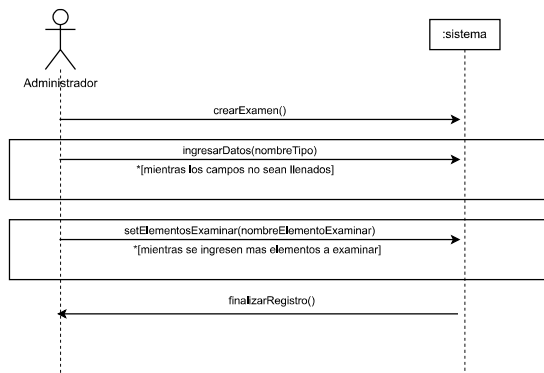 :sistema
Administrador
crearExamen()
ingresarDatos(nombreTipo)
*[mientras los campos no sean llenados]
setElementosExaminar(nombreElementoExaminar)
*[mientras se ingresen mas elementos a examinar]
finalizarRegistro()